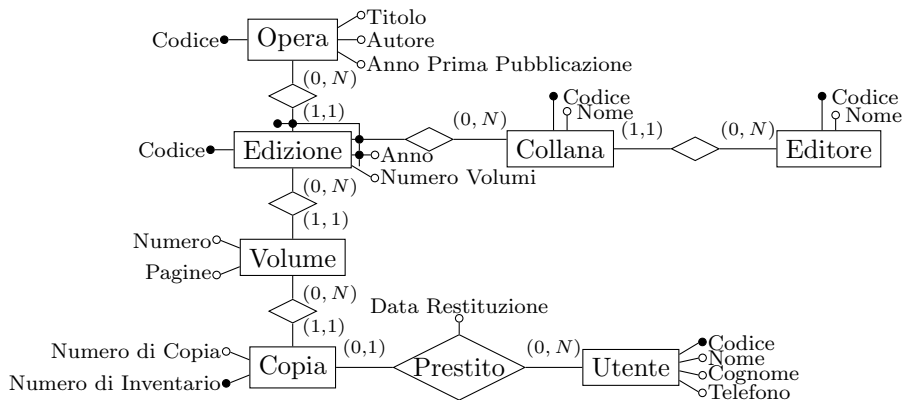 Titolo
Codice
Opera
Autore
Anno Prima Pubblicazione
(0, N)
(1,1)
Codice
Nome
Codice
Nome
(0, N)
(1,1)
(0, N)
Codice
Edizione
Anno
Collana
Editore
Numero Volumi
(0, N)
(1, 1)
Numero
Volume
Pagine
(0, N)
Data Restituzione
(1,1)
Numero di Copia
(0,1)
(0, N)
Codice
Nome
Copia
Prestito
Utente
Cognome
Numero di Inventario
Telefono